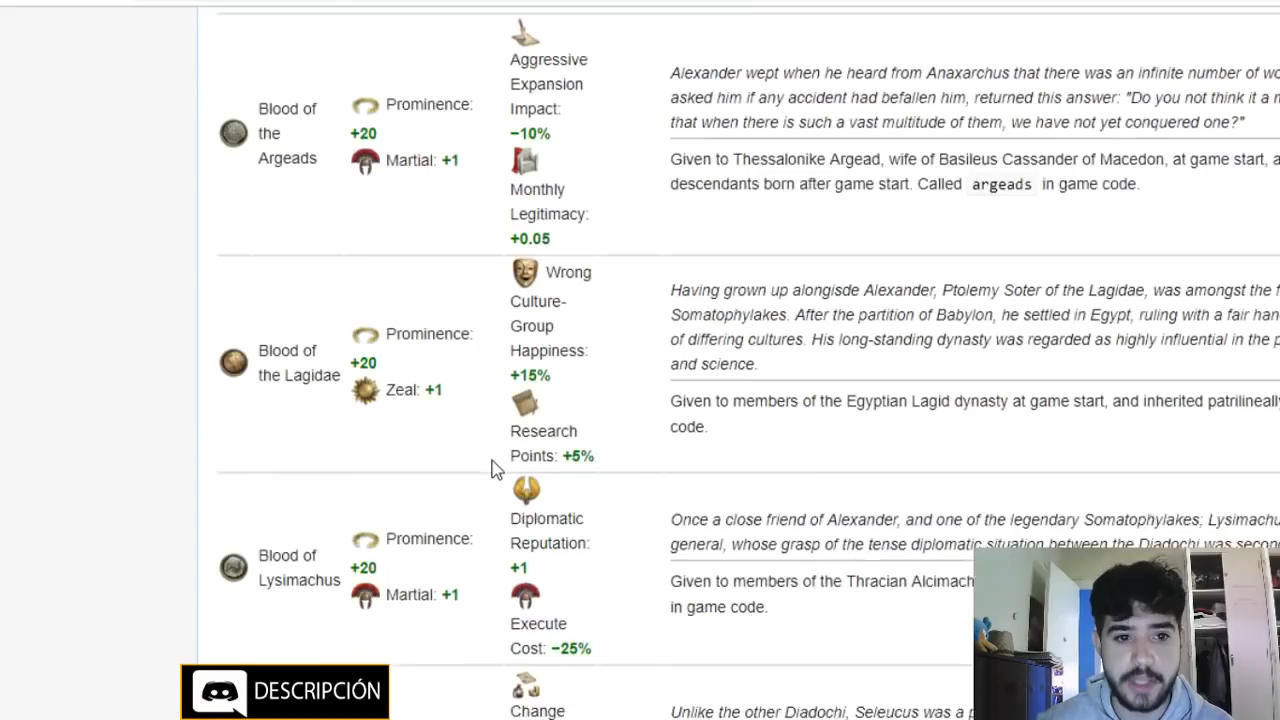 Aggressive
Expansion
Impact:
−10%
Monthly
Legitimacy:
+0.05
Blood of
the
Argeads
Prominence:
+20
Martial: +1
Alexander wept when he heard from Anaxarchus that there was an infinite number of
asked him if any accident had befallen him, returned this answer: "Do you not think it a
that when there is such a vast multitude of them, we have not yet conquered one?"
Given to Thessalonike Argead, wife of Basileus Cassander of Macedon, at game start,
descendants born after game start. Called argeads in game code.
Blood of
the Lagidae
Prominence:
+20
Zeal: +1
Wrong
Culture-
Group
Happiness:
+15%
Research
Points: +5%
Having grown up alongisde Alexander, Ptolemy Soter of the Lagidae, was amongst the
Somatophylakes. After the partition of Babylon, he settled in Egypt, ruling with a fair
of differing cultures. His long-standing dynasty was regarded as highly influential in the
and science.
Given to members of the Egyptian Lagid dynasty at game start, and inherited
code.
Blood of
Lysimachus
Prominence:
+20
Martial: +1
Diplomatic
Reputation:
+1
Execute
Cost: −25%
Once a close friend of Alexander, and one of the legendary Somatophylakes;
general, whose grasp of the tense diplomatic situation between the Diadochi was
Given to members of the Thracian
in game code.
Change
Unlike the other Diadochi, Seleucus was a
DESCRIPCIÓN